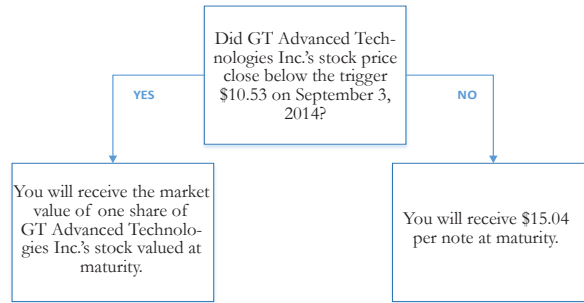 Did GT Advanced Tech-
nologies Inc.'s stock price
close below the trigger
$10.53 on September 3,
2014?
YES
NO
You will receive the market
value of one share of
GT Advanced Technolo-
gies Inc.'s stock valued at
maturity.
You will receive $15.04
per note at maturity.